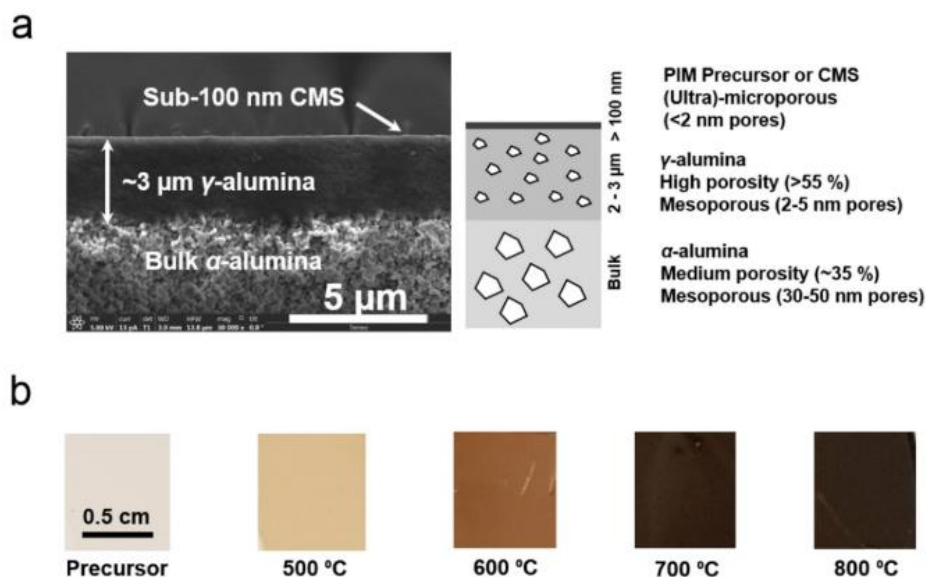 a
Sub-100 nm CMS
~3 µm γ-alumina
Bulk α-alumina
5 µm
> 100 nm
2 - 3 µm
Bulk
PIM Precursor or CMS
(Ultra)-microporous
(<2 nm pores)
γ-alumina
High porosity (>55 %)
Mesoporous (2-5 nm pores)
α-alumina
Medium porosity (~35 %)
Mesoporous (30-50 nm pores)
b
0.5 cm
Precursor
500 ºC
600 ºC
700 ºC
800 ºC